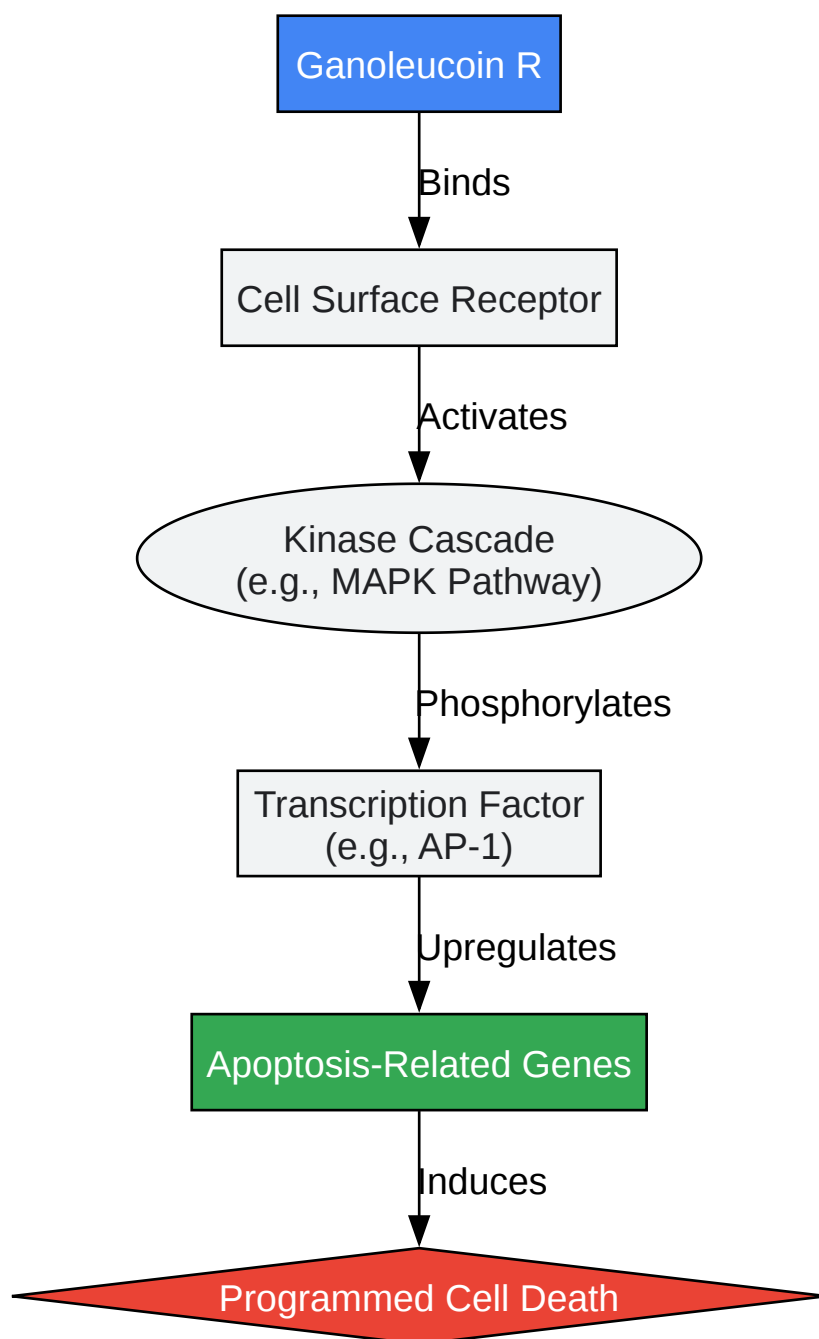 Ganoleucoin R
Binds
Cell Surface Receptor
Activates
Kinase Cascade
(e.g., MAPK Pathway)
Phosphorylates
Transcription Factor
(e.g., AP-1)
Upregulates
Apoptosis-Related Genes
Induces
Programmed Cell Death